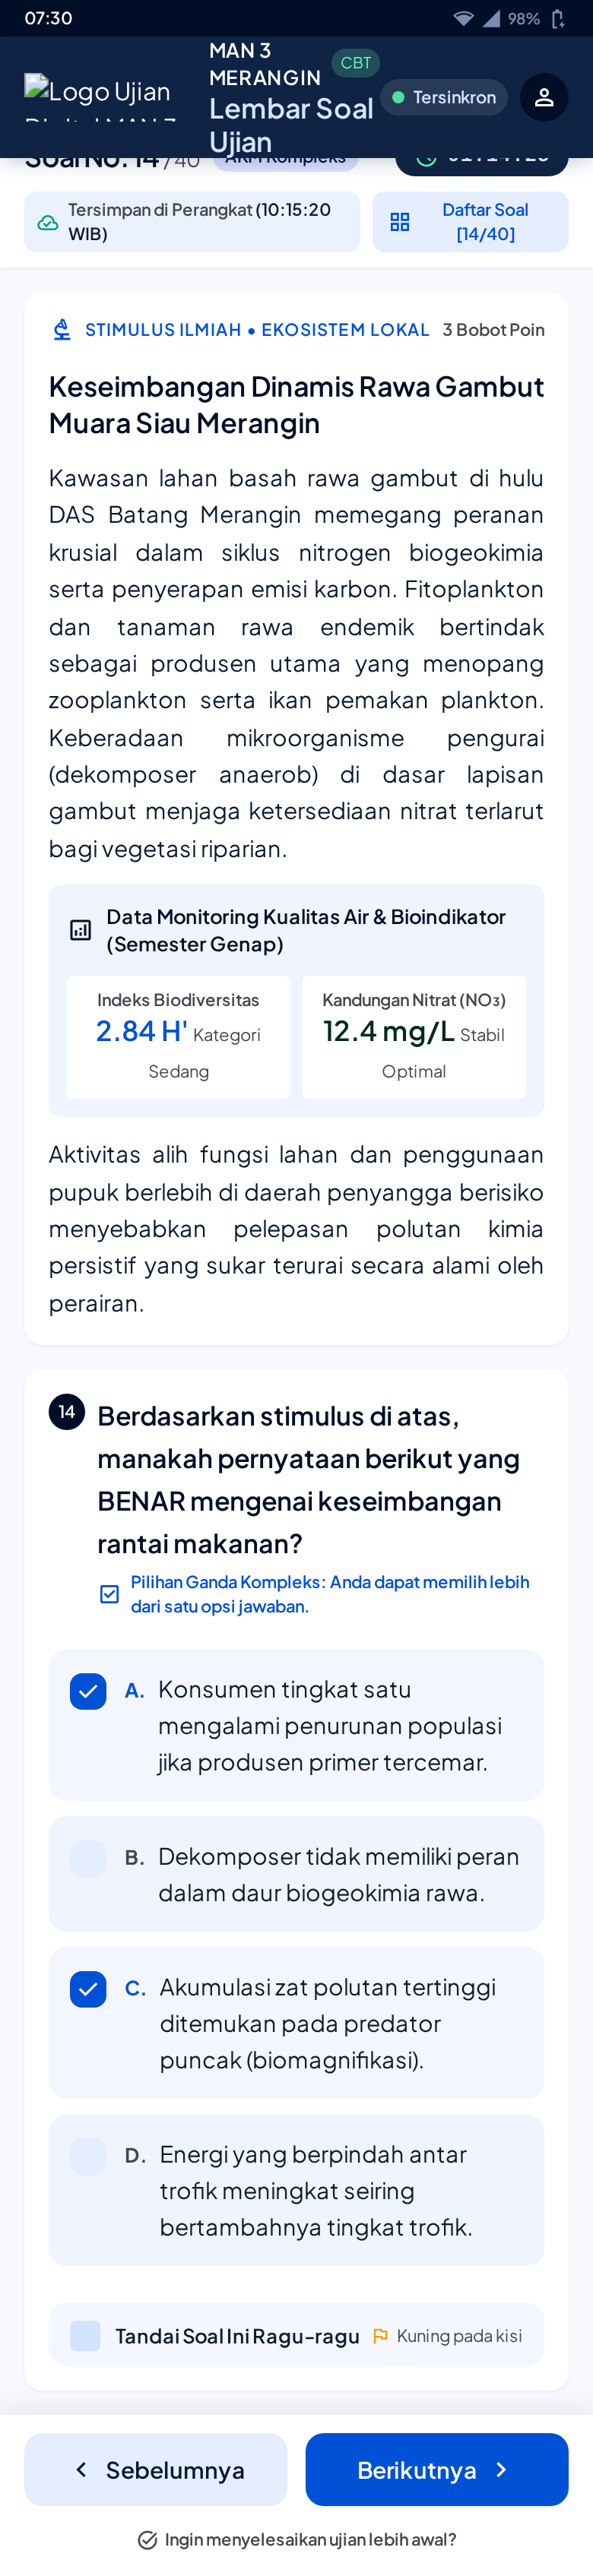 07:30
98%
Logo Ujian
Digital MAN 3
MAN 3
MERANGIN
CBT
Lembar Soal
Ujian
Tersinkron
Soal No. 14 / 40
AKM Kompleks
Tersimpan di Perangkat (10:15:20
WIB)
Daftar Soal
[14/40]
STIMULUS ILMIAH • EKOSISTEM LOKAL
3 Bobot Poin
Keseimbangan Dinamis Rawa Gambut
Muara Siau Merangin
Kawasan lahan basah rawa gambut di hulu
DAS Batang Merangin memegang peranan
krusial dalam siklus nitrogen biogeokimia
serta penyerapan emisi karbon. Fitoplankton
dan tanaman rawa endemik bertindak
sebagai produsen utama yang menopang
zooplankton serta ikan pemakan plankton.
Keberadaan mikroorganisme pengurai
(dekomposer anaerob) di dasar lapisan
gambut menjaga ketersediaan nitrat terlarut
bagi vegetasi riparian.
Data Monitoring Kualitas Air & Bioindikator
(Semester Genap)
Indeks Biodiversitas
2.84 H' Kategori
Sedang
Kandungan Nitrat (NO₃)
12.4 mg/L Stabil
Optimal
Aktivitas alih fungsi lahan dan penggunaan
pupuk berlebih di daerah penyangga berisiko
menyebabkan pelepasan polutan kimia
persistif yang sukar terurai secara alami oleh
perairan.
14
Berdasarkan stimulus di atas,
manakah pernyataan berikut yang
BENAR mengenai keseimbangan
rantai makanan?
Pilihan Ganda Kompleks: Anda dapat memilih lebih
dari satu opsi jawaban.
A. Konsumen tingkat satu
mengalami penurunan populasi
jika produsen primer tercemar.
B. Dekomposer tidak memiliki peran
dalam daur biogeokimia rawa.
C. Akumulasi zat polutan tertinggi
ditemukan pada predator
puncak (biomagnifikasi).
D. Energi yang berpindah antar
trofik meningkat seiring
bertambahnya tingkat trofik.
Tandai Soal Ini Ragu-ragu
Kuning pada kisi
Sebelumnya
Berikutnya
Ingin menyelesaikan ujian lebih awal?